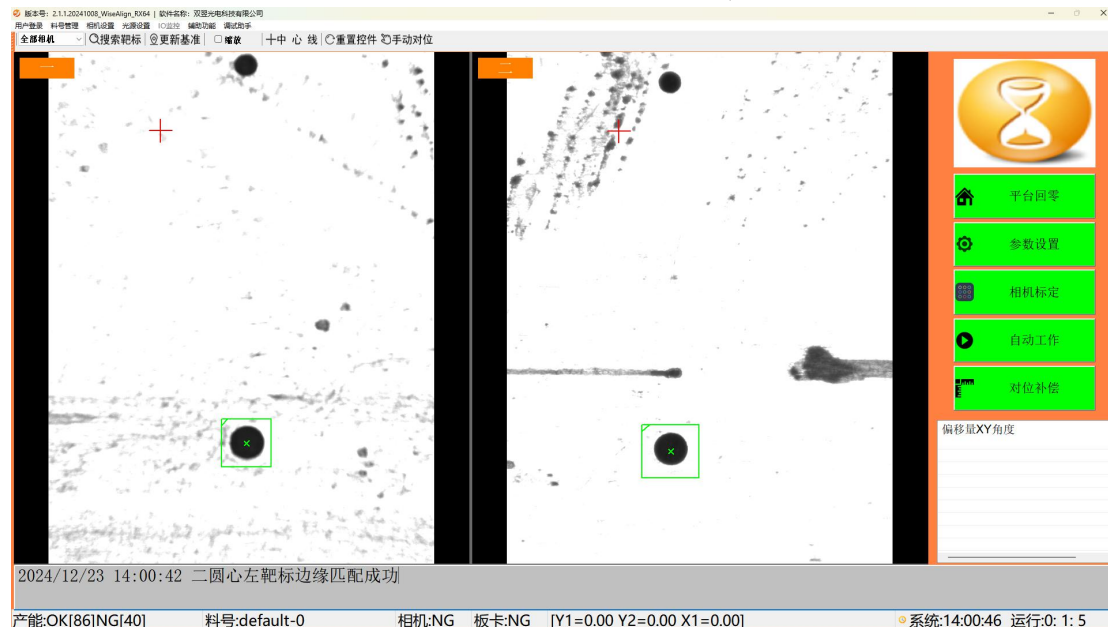 版本号: 2.1.1.20241008_WiseAlign_RX64 | 软件名称: 双翌光电科技有限公司
用户登录 料号管理 相机设置 光源设置 IO监控 辅助功能 调试助手
全部相机 搜索靶标 更新基准 缩放 十中 心 线 重置控件 手动对位
一 二
平台回零
参数设置
相机标定
自动工作
对位补偿
偏移量XY角度
2024/12/23 14:00:42 二圆心左靶标边缘匹配成功
产能:OK[86]NG[40] 料号:default-0 相机:NG 板卡:NG [Y1=0.00 Y2=0.00 X1=0.00] 系统:14:00:46 运行:0: 1: 5